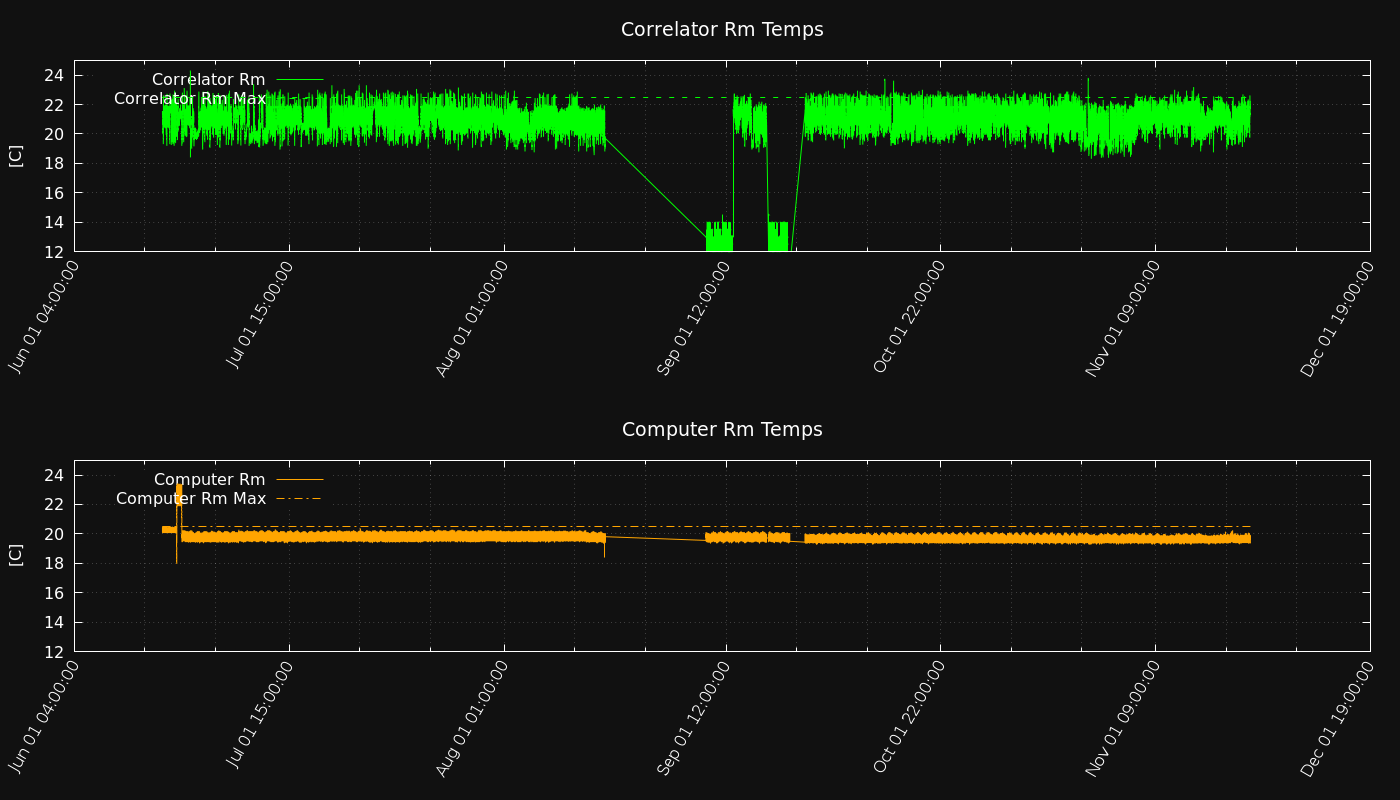 Correlator Rm Temps
Correlator Rm
Correlator Rm Max
24
22
20
18
16
14
12
[C]
Jun 01 04:00:00
Jul 01 15:00:00
Aug 01 01:00:00
Sep 01 12:00:00
Oct 01 22:00:00
Nov 01 09:00:00
Dec 01 19:00:00
Computer Rm Temps
Computer Rm
Computer Rm Max
24
22
20
18
16
14
12
[C]
Jun 01 04:00:00
Jul 01 15:00:00
Aug 01 01:00:00
Sep 01 12:00:00
Oct 01 22:00:00
Nov 01 09:00:00
Dec 01 19:00:00